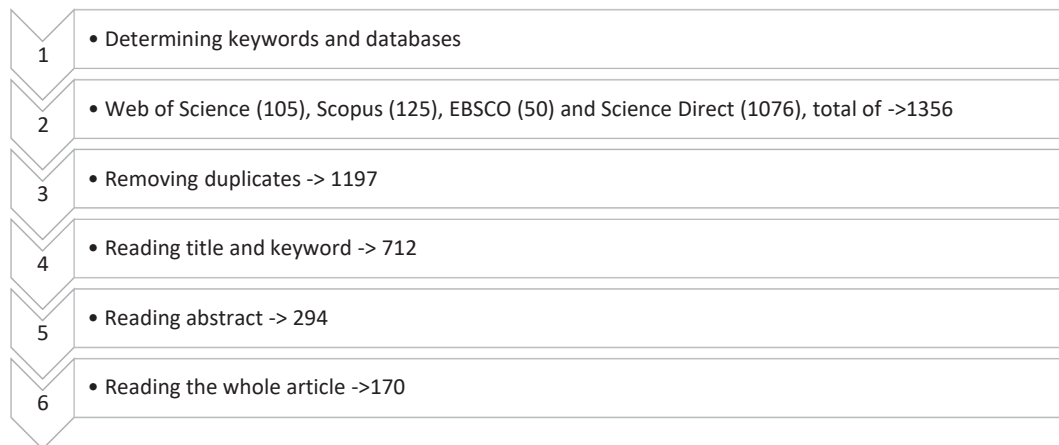 1
• Determining keywords and databases
2
• Web of Science (105), Scopus (125), EBSCO (50) and Science Direct (1076), total of ->1356
3
• Removing duplicates -> 1197
4
• Reading title and keyword -> 712
5
• Reading abstract -> 294
6
• Reading the whole article ->170